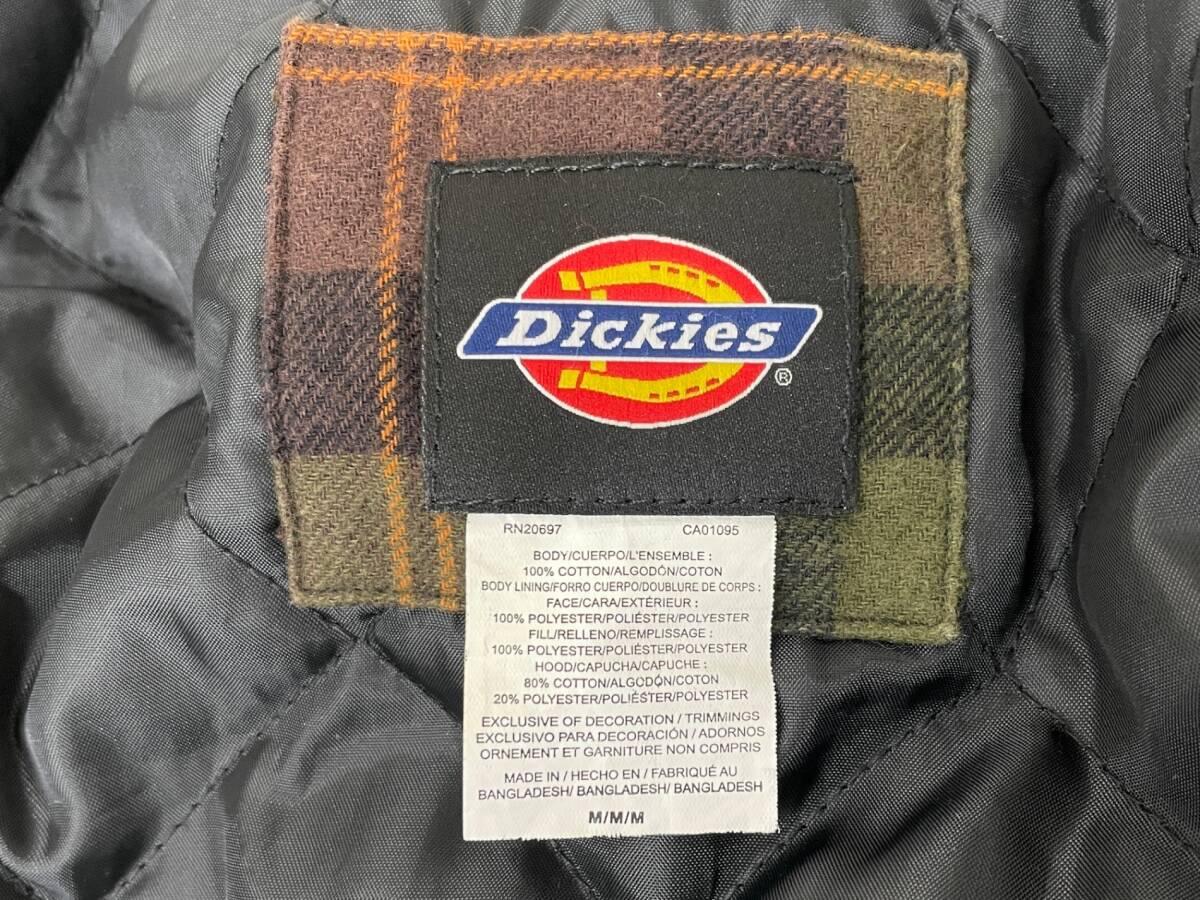 Dickies
®
RN20697 CA01095
BODY/CUERPO/L'ENSEMBLE :
100% COTTON/ALGODÓN/COTON
BODY LINING/FORRO CUERPO/DOUBLURE DE CORPS :
FACE/CARA/EXTÉRIEUR :
100% POLYESTER/POLIÉSTER/POLYESTER
FILL/RELLENO/REMPLISSAGE :
100% POLYESTER/POLIÉSTER/POLYESTER
HOOD/CAPUCHA/CAPUCHE :
80% COTTON/ALGODÓN/COTON
20% POLYESTER/POLIÉSTER/POLYESTER
EXCLUSIVE OF DECORATION / TRIMMINGS
EXCLUSIVO PARA DECORACIÓN / ADORNOS
ORNEMENT ET GARNITURE NON COMPRIS
MADE IN / HECHO EN / FABRIQUÉ AU
BANGLADESH/ BANGLADESH/ BANGLADESH
M/M/M